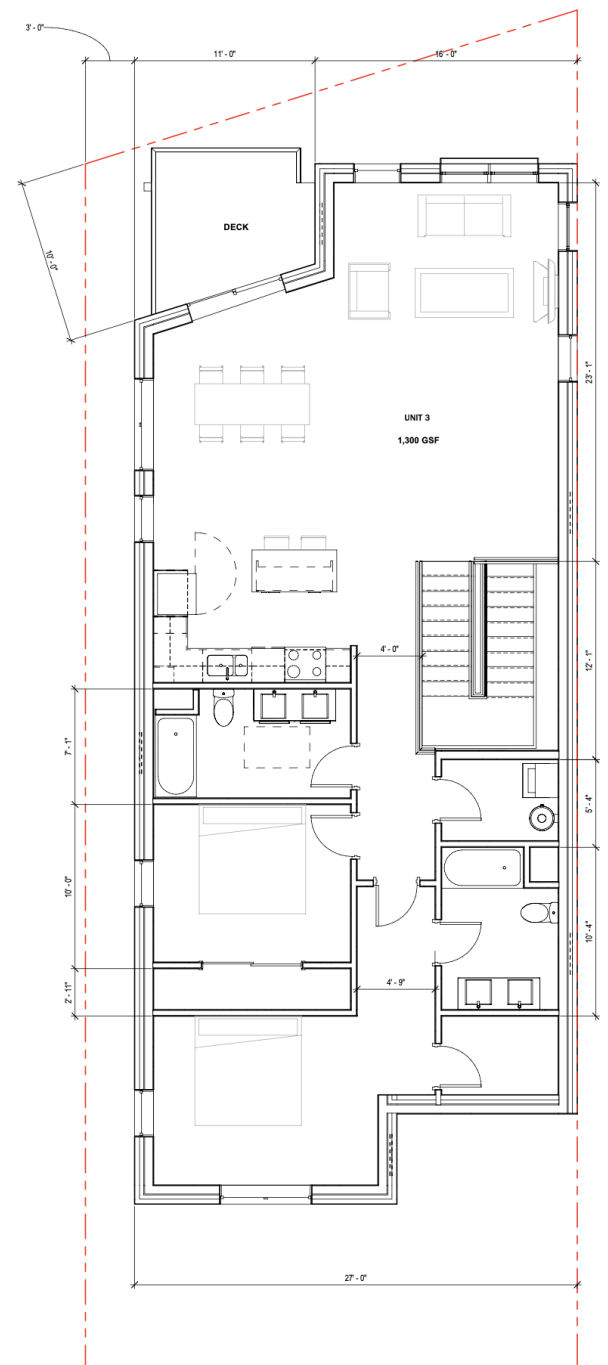 3' - 0"
11' - 0"
16' - 0"
DECK
10' - 0"
23' - 1"
UNIT 3
1,300 GSF
4' - 0"
12' - 1"
7' - 1"
5' - 4"
10' - 0"
10' - 4"
2' - 11"
4' - 9"
27' - 0"